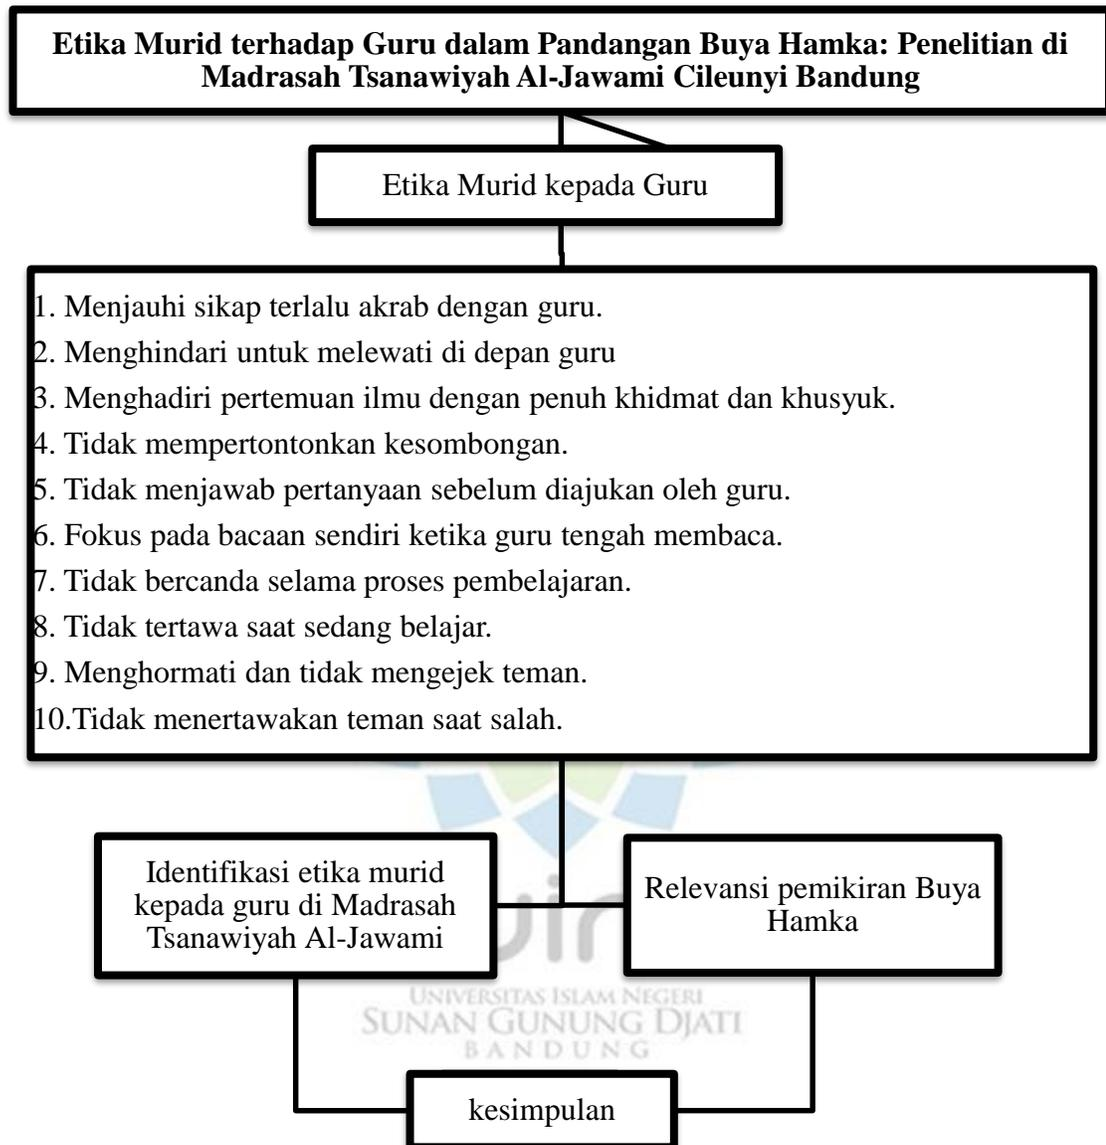 Etika Murid terhadap Guru dalam Pandangan Buya Hamka: Penelitian di
Madrasah Tsanawiyah Al-Jawami Cileunyi Bandung
Etika Murid kepada Guru
1. Menjauhi sikap terlalu akrab dengan guru.
2. Menghindari untuk melewati di depan guru
3. Menghadiri pertemuan ilmu dengan penuh khidmat dan khusyuk.
4. Tidak mempertontonkan kesombongan.
5. Tidak menjawab pertanyaan sebelum diajukan oleh guru.
6. Fokus pada bacaan sendiri ketika guru tengah membaca.
7. Tidak bercanda selama proses pembelajaran.
8. Tidak tertawa saat sedang belajar.
9. Menghormati dan tidak mengejek teman.
10.Tidak menertawakan teman saat salah.
Identifikasi etika murid
kepada guru di Madrasah
Tsanawiyah Al-Jawami
Relevansi pemikiran Buya
Hamka
uin
UNIVERSITAS ISLAM NEGERI
SUNAN GUNUNG DJATI
BANDUNG
kesimpulan